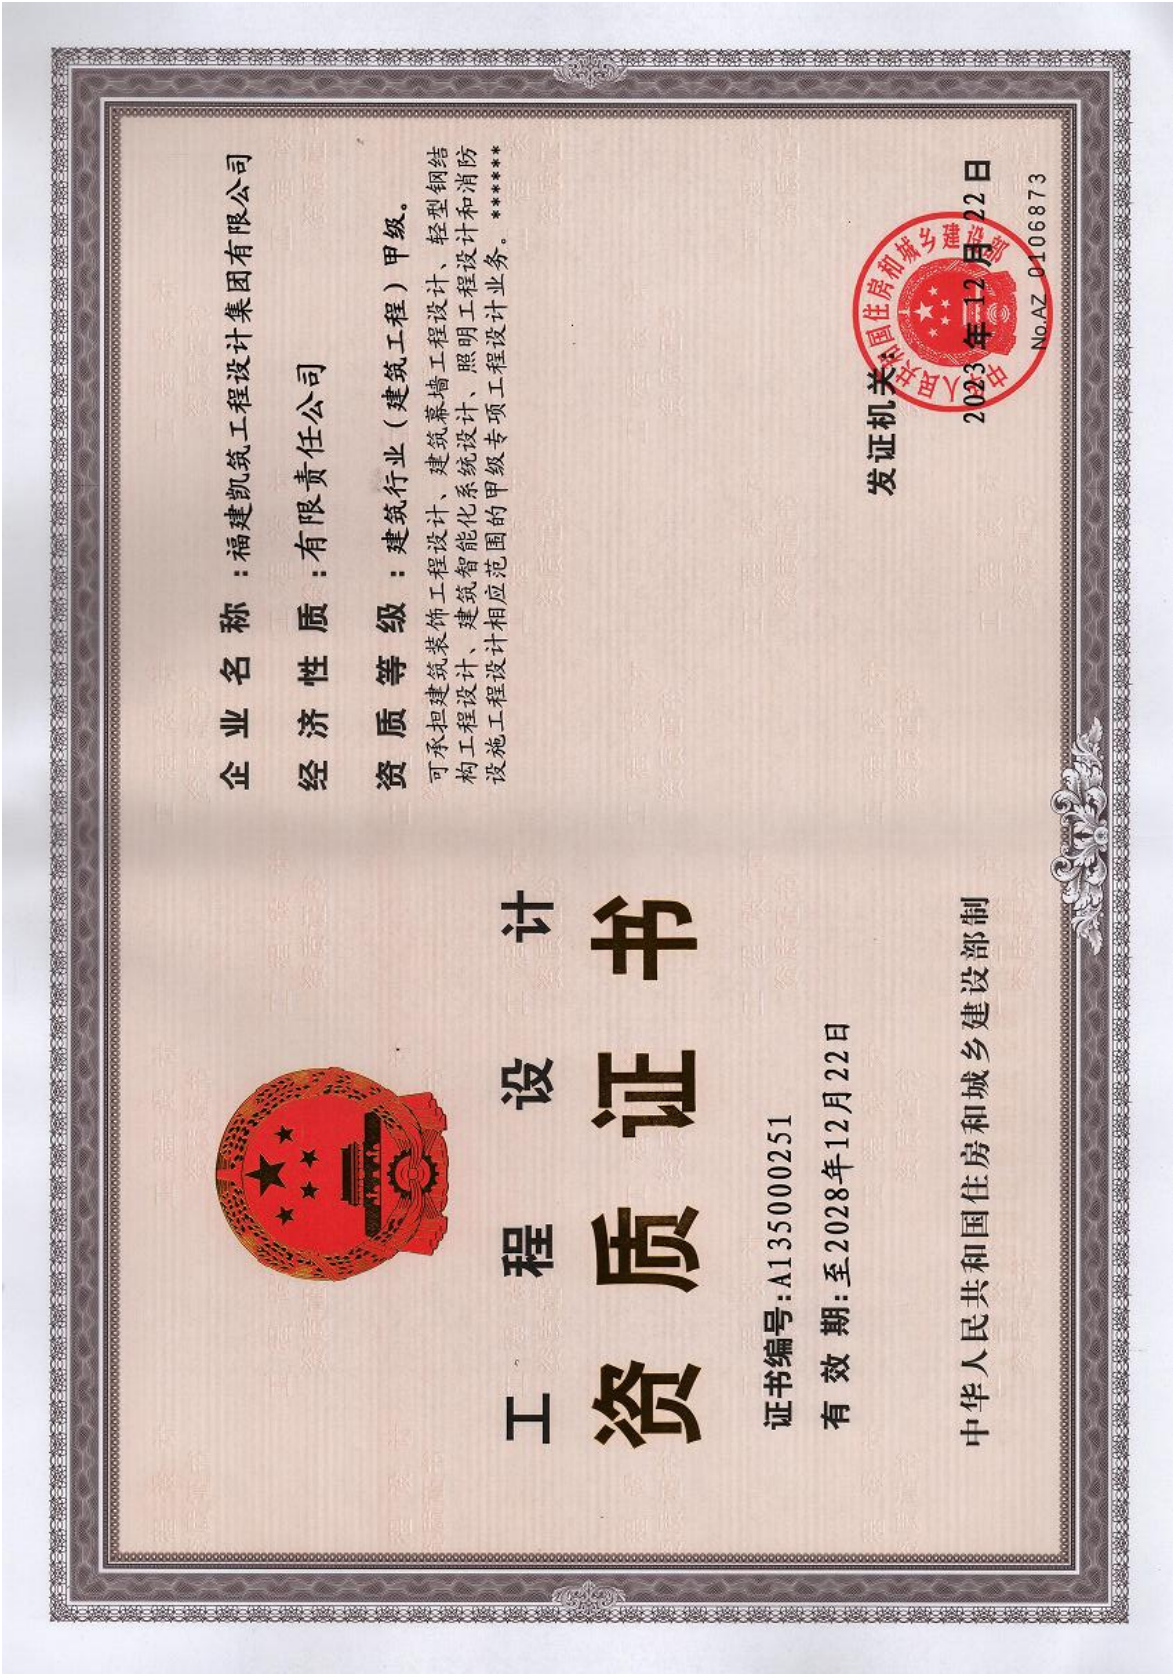 工程设计
资质证书
证书编号:A135000251
有效期:至2028年12月22日
中华人民共和国住房和城乡建设部制
企业名称:福建凯筑工程设计集团有限公司
经济性质:有限责任公司
资质等级:建筑行业(建筑工程)甲级。
可承担建筑装饰工程设计、建筑幕墙工程设计、轻型钢结
构工程设计、建筑智能化系统设计、照明工程设计和消防
设施工程设计相应范围的甲级专项工程设计业务。******
发证机关:
中华人民共和国住房和城乡建设部
2023年12月22日
No.AZ 0106873